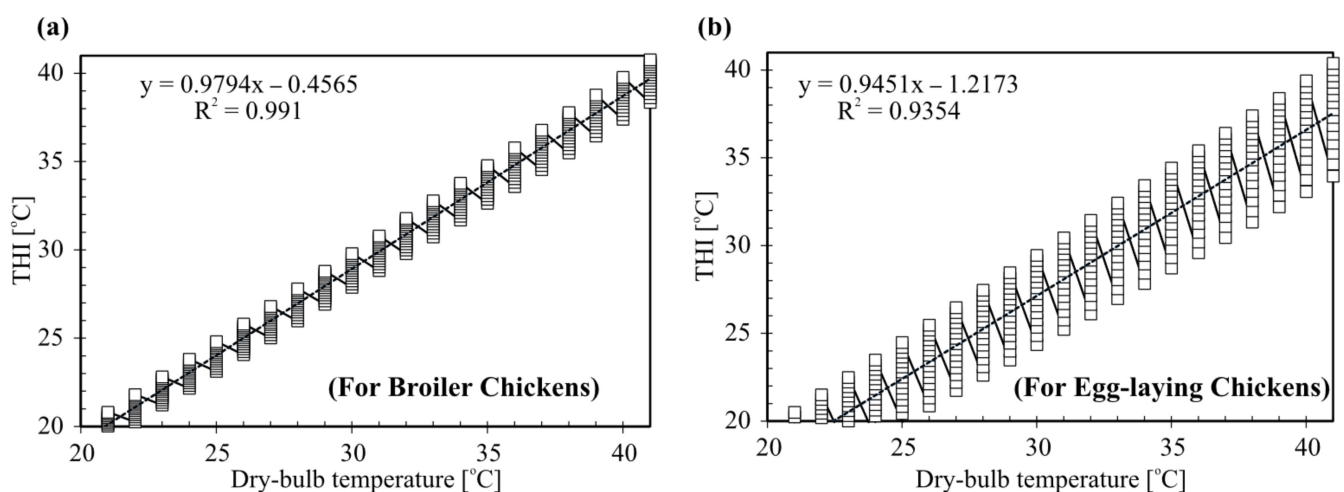 (a)
y = 0.9794x – 0.4565
R² = 0.991
THI [°C]
40
35
30
25
20
(For Broiler Chickens)
20 25 30 35 40
Dry-bulb temperature [°C]
(b)
y = 0.9451x – 1.2173
R² = 0.9354
THI [°C]
40
35
30
25
20
(For Egg-laying Chickens)
20 25 30 35 40
Dry-bulb temperature [°C]